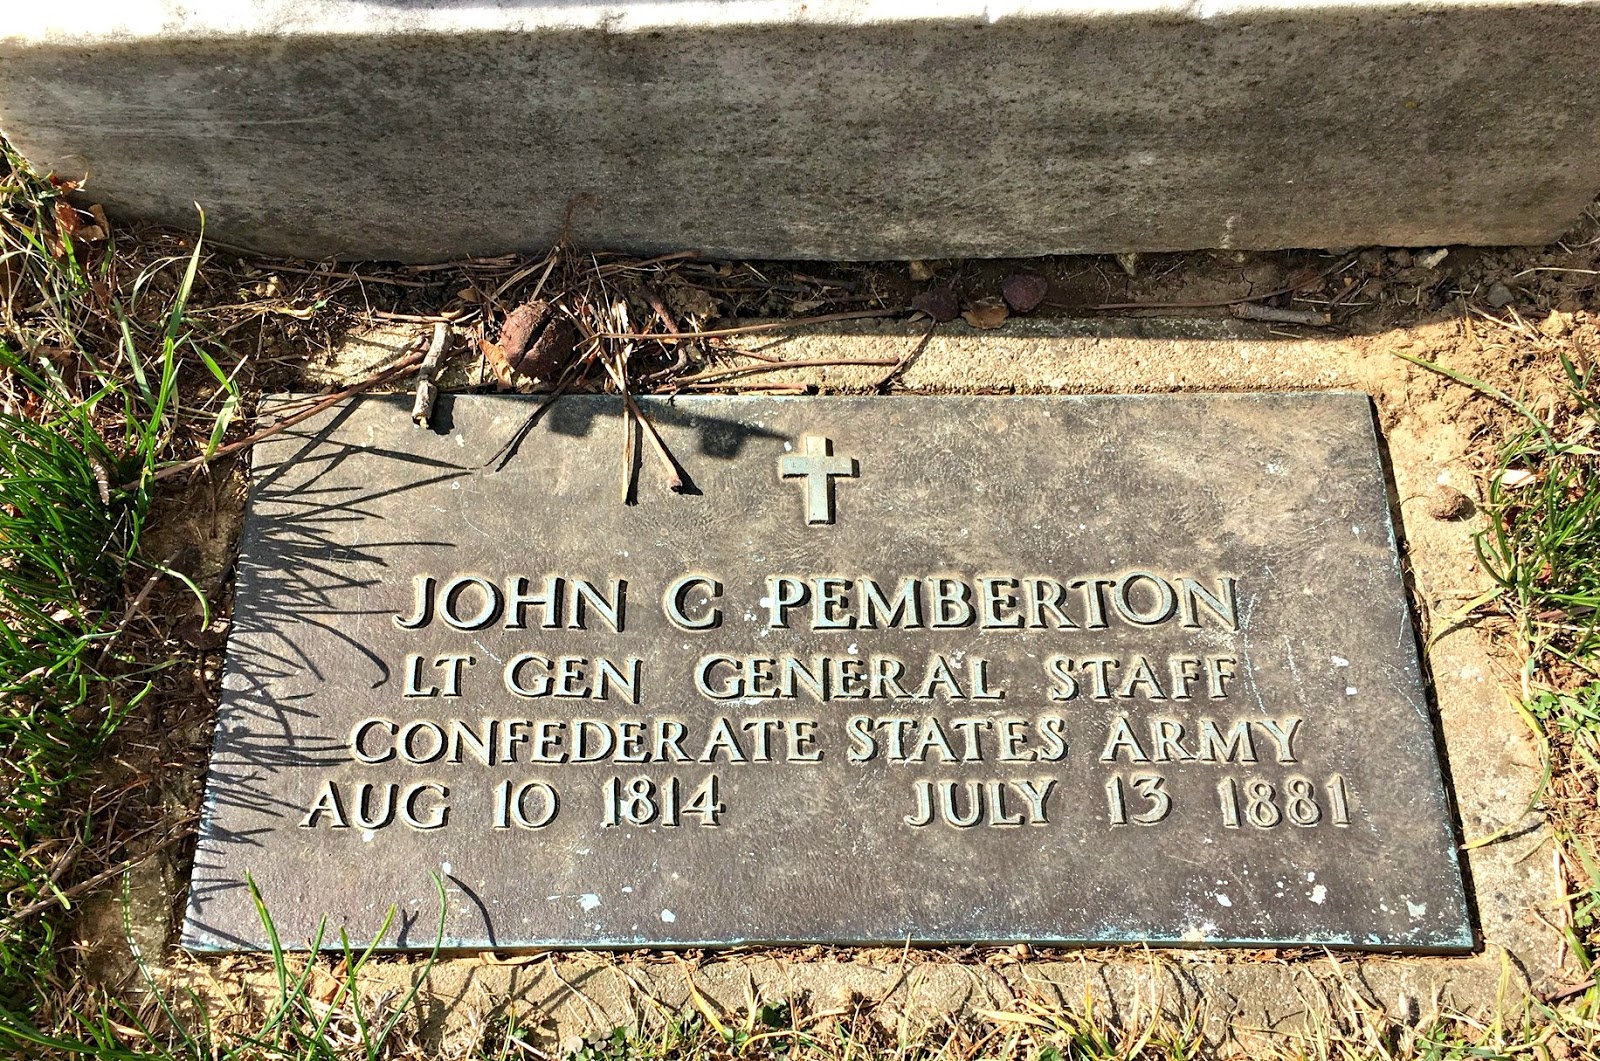 JOHN C PEMBERTON
LT GEN GENERAL STAFF
CONFEDERATE STATES ARMY
AUG 10 1814 JULY 13 1881